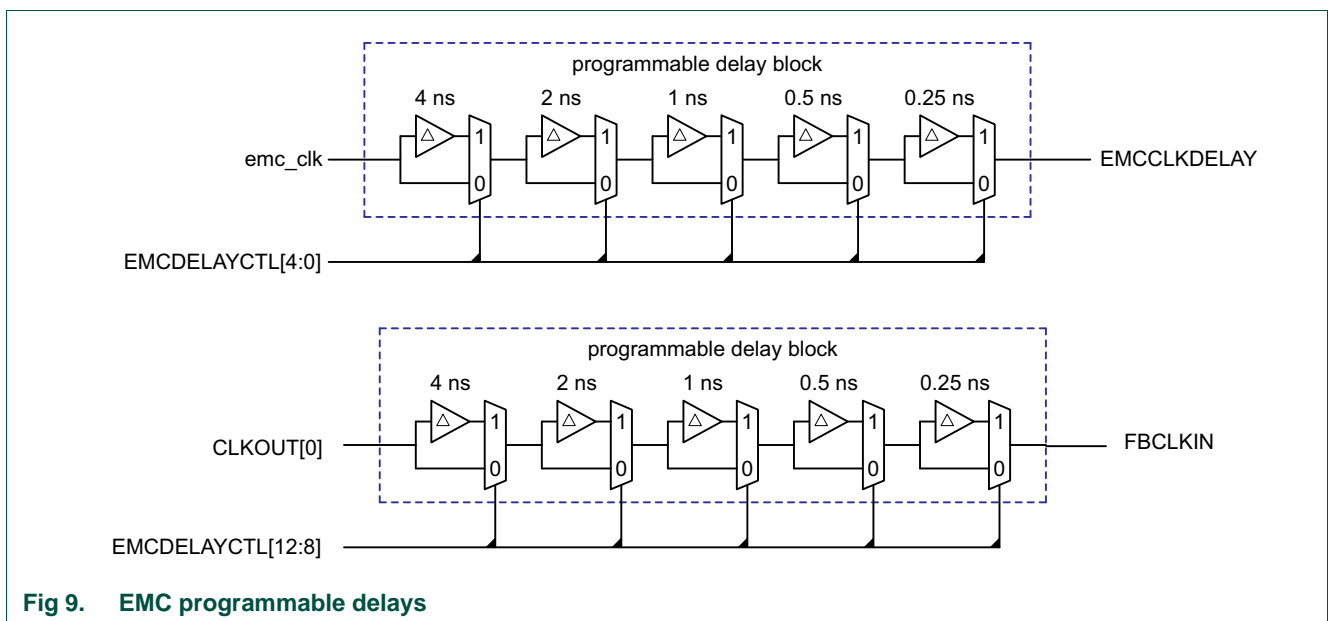 programmable delay block
4 ns 2 ns 1 ns 0.5 ns 0.25 ns
1 1 1 1 1
emc_clk EMCCLKDELAY
0 0 0 0 0
EMCDELAYCTL[4:0]
programmable delay block
4 ns 2 ns 1 ns 0.5 ns 0.25 ns
1 1 1 1 1
CLKOUT[0] FBCLKIN
0 0 0 0 0
EMCDELAYCTL[12:8]
Fig 9. EMC programmable delays